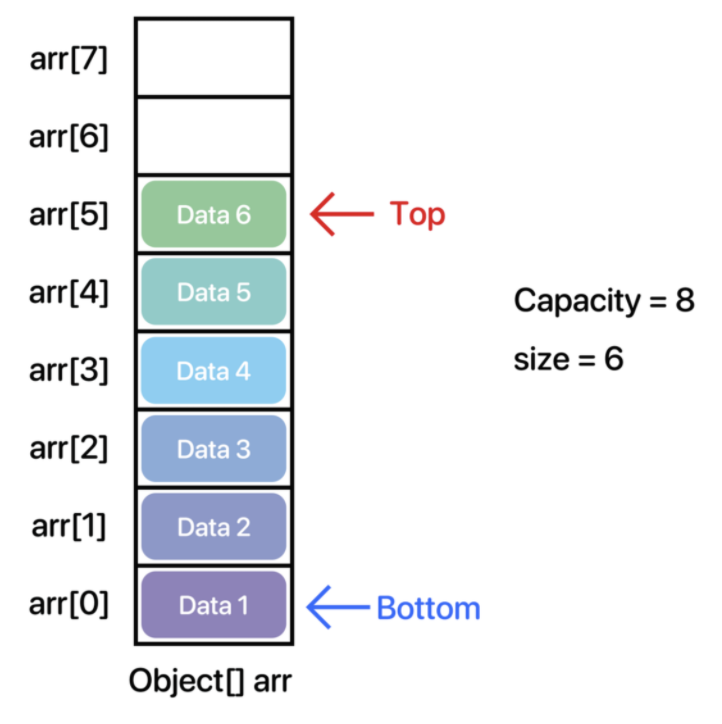 arr[7]
arr[6]
arr[5] Data 6 Top
arr[4] Data 5
Capacity = 8
size = 6
arr[3] Data 4
arr[2] Data 3
arr[1] Data 2
arr[0] Data 1 Bottom
Object[] arr